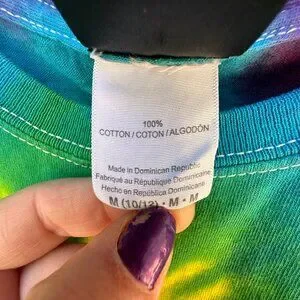 100%
COTTON / COTON / ALGODÓN
Made in Dominican Republic
Fabriqué au République Dominicaine
Hecho en República Dominicana
M (10/12) • M • M